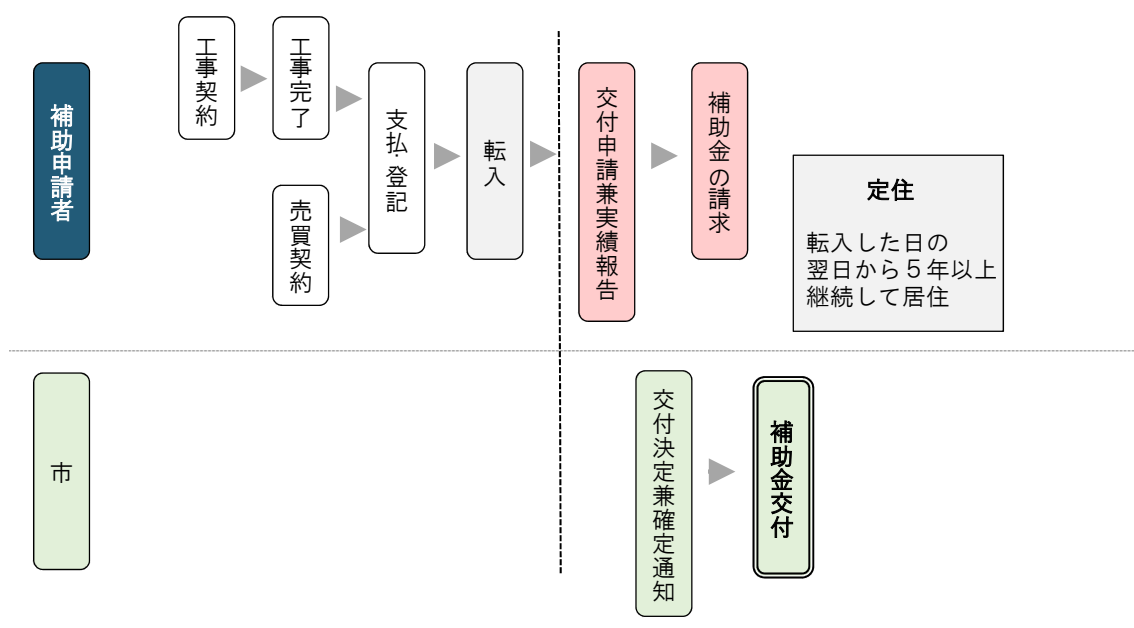 補助申請者
工事契約
工事完了
売買契約
支払・登記
転入
交付申請兼実績報告
補助金の請求
定住
転入した日の
翌日から５年以上
継続して居住
市
交付決定兼確定通知
補助金交付